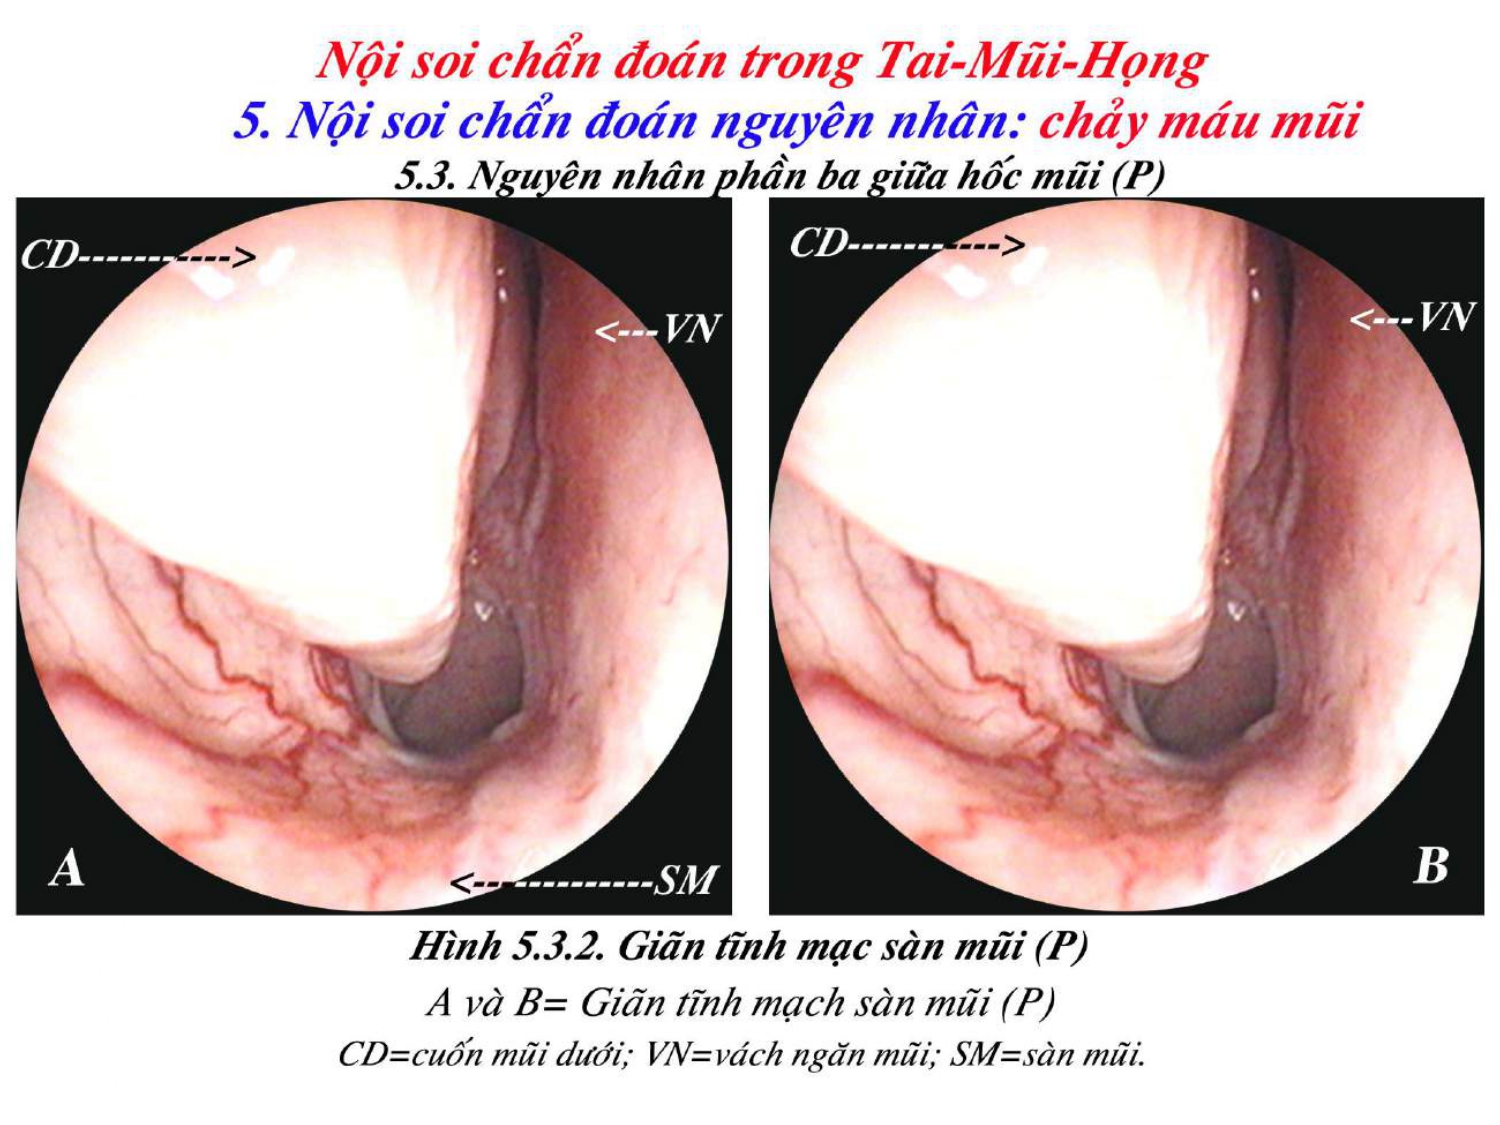 Nội soi chẩn đoán trong Tai-Mũi-Họng
5. Nội soi chẩn đoán nguyên nhân: chảy máu mũi
5.3. Nguyên nhân phần ba giữa hốc mũi (P)
CD----------->
<---VN
A
<-------------SM
CD----------->
<---VN
B
Hình 5.3.2. Giãn tĩnh mạc sàn mũi (P)
A và B= Giãn tĩnh mạch sàn mũi (P)
CD=cuốn mũi dưới; VN=vách ngăn mũi; SM=sàn mũi.